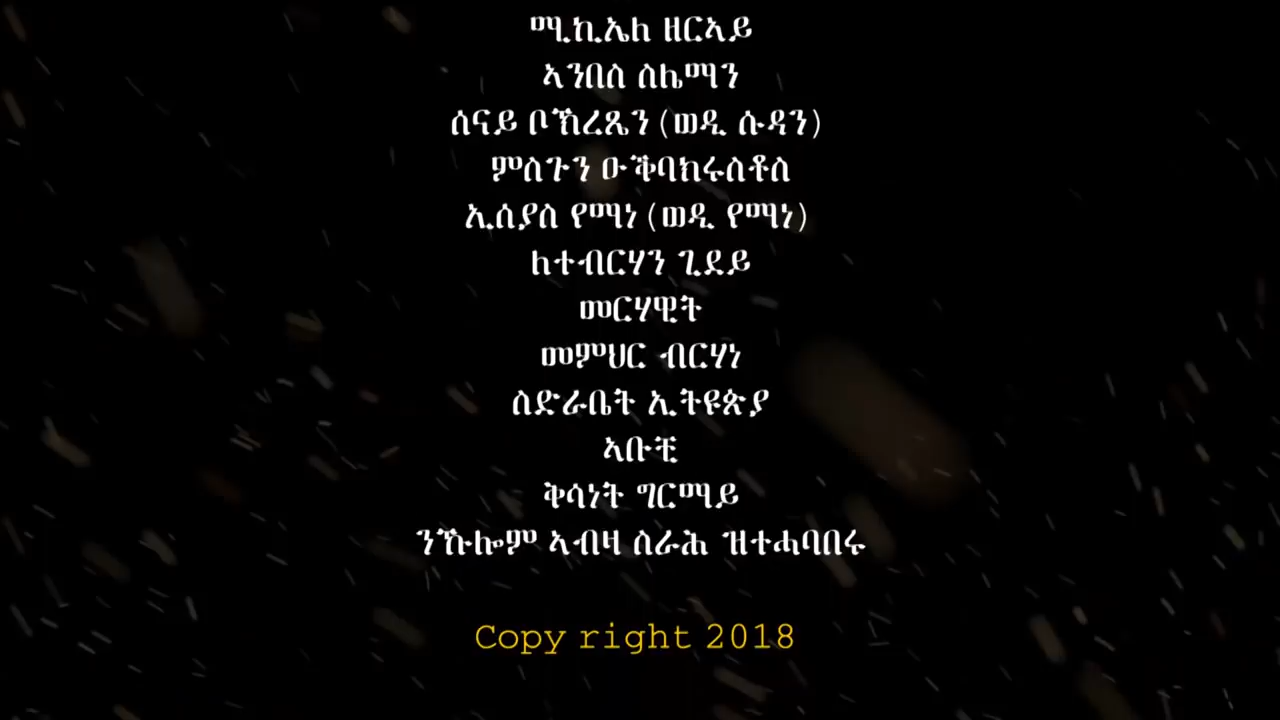 ሚኪኤለ ዘርኣይ
ኣንበሰ ስሌማን
ሰናይ ቦኽረጼን (ወዲ ሱዳን)
ምስጉን ዑቕባክሩስቶስ
ኢሰያስ የማነ (ወዲ የማነ)
ለተብርሃን ጊደይ
መርሃዊት
መምህር ብርሃነ
ስድራቤት ኢትዩጵያ
ኣቡቺ
ቅሳነት ግርማይ
ንኹሎም ኣብዛ ስራሕ ዝተሓባበሩ
Copy right 2018